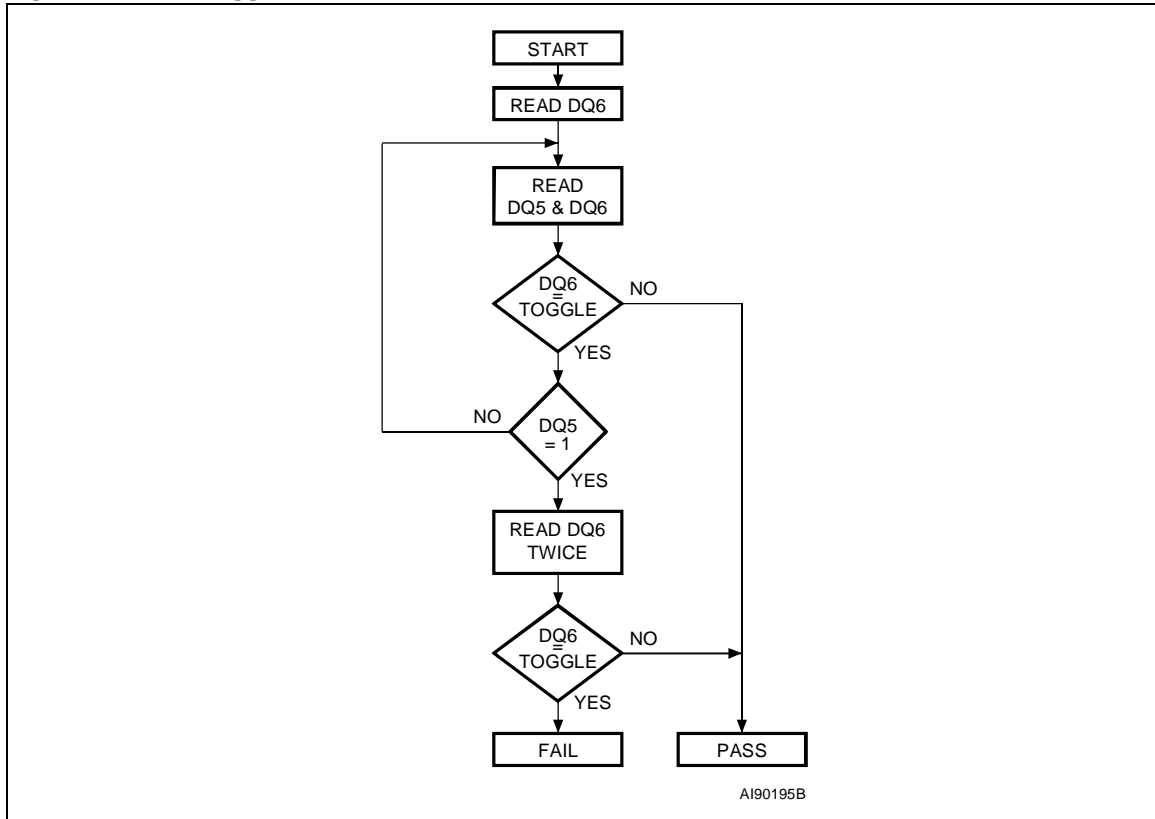 START
READ DQ6
READ
DQ5 & DQ6
DQ6
=
TOGGLE
NO
YES
NO
DQ5
= 1
YES
READ DQ6
TWICE
DQ6
=
TOGGLE
NO
YES
FAIL
PASS
AI90195B